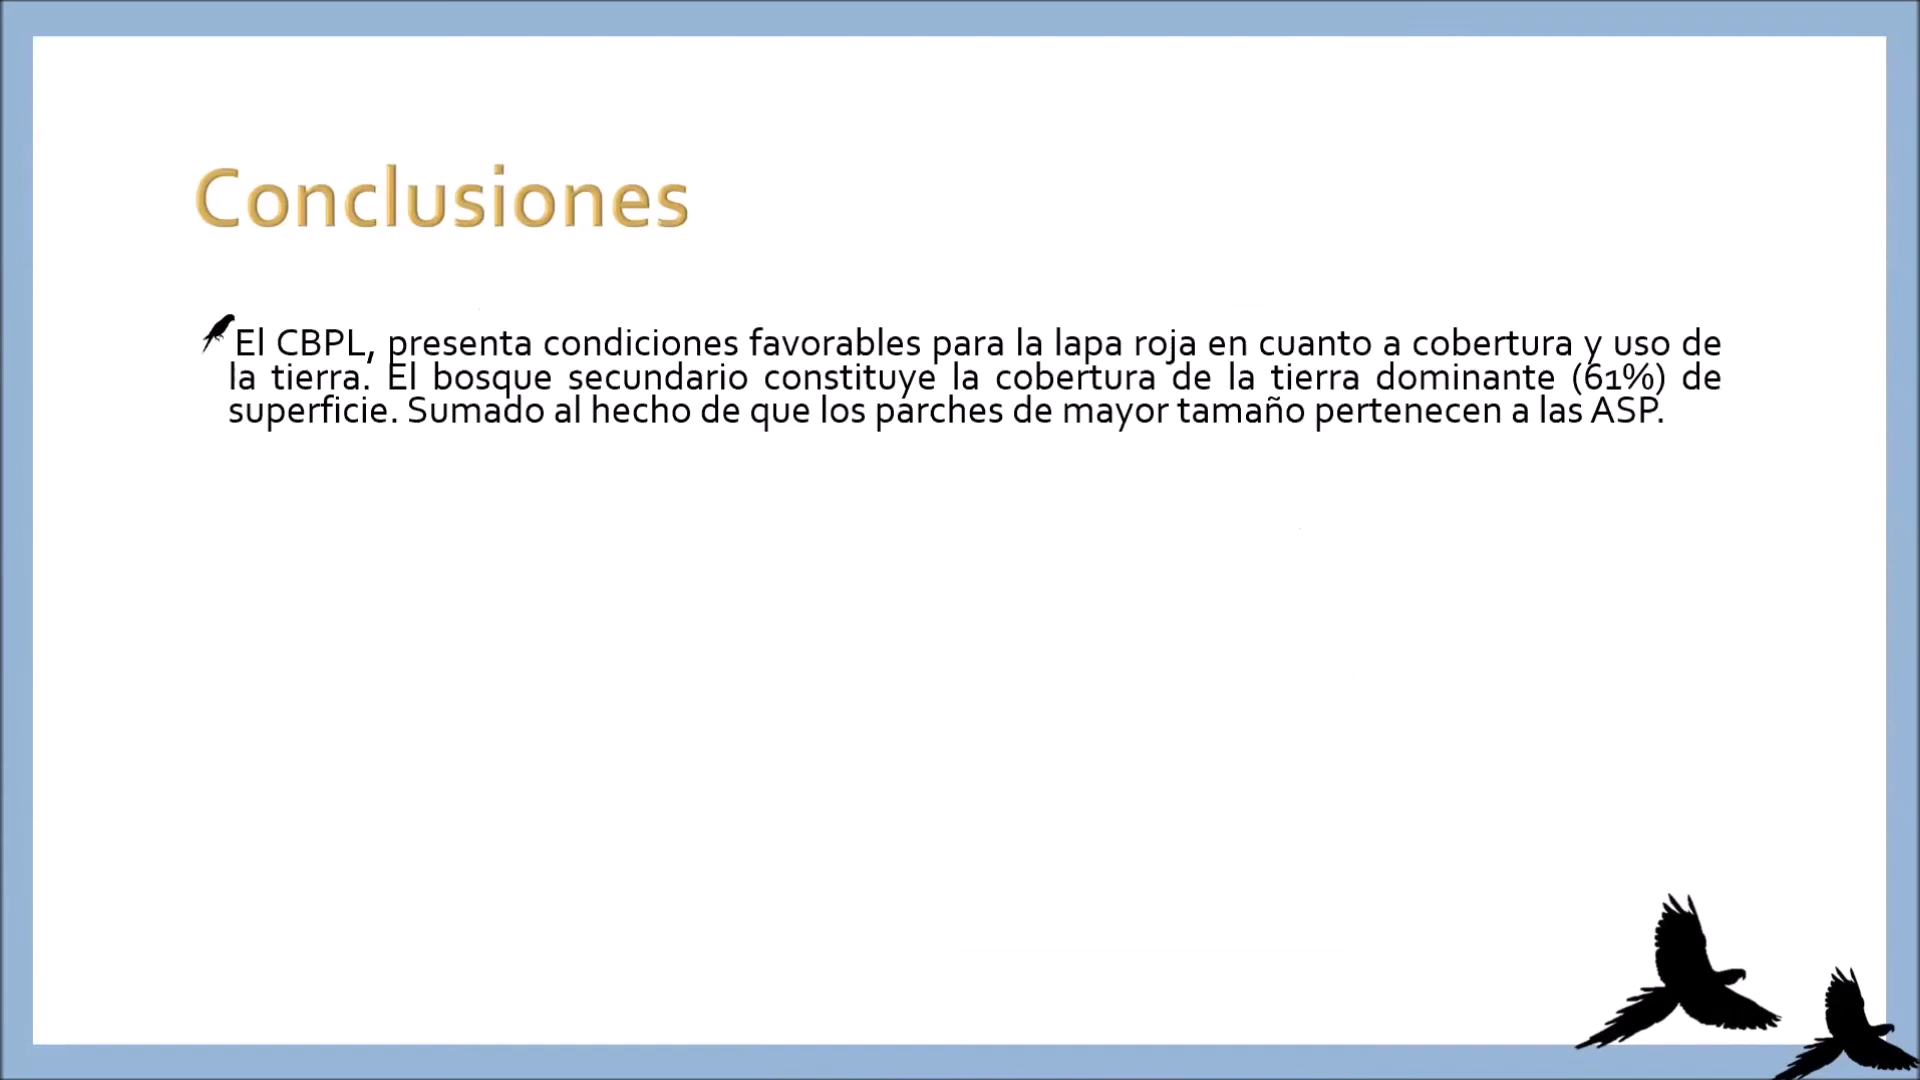 Conclusiones
El CBPL, presenta condiciones favorables para la lapa roja en cuanto a cobertura y uso de
la tierra. El bosque secundario constituye la cobertura de la tierra dominante (61%) de
superficie. Sumado al hecho de que los parches de mayor tamaño pertenecen a las ASP.